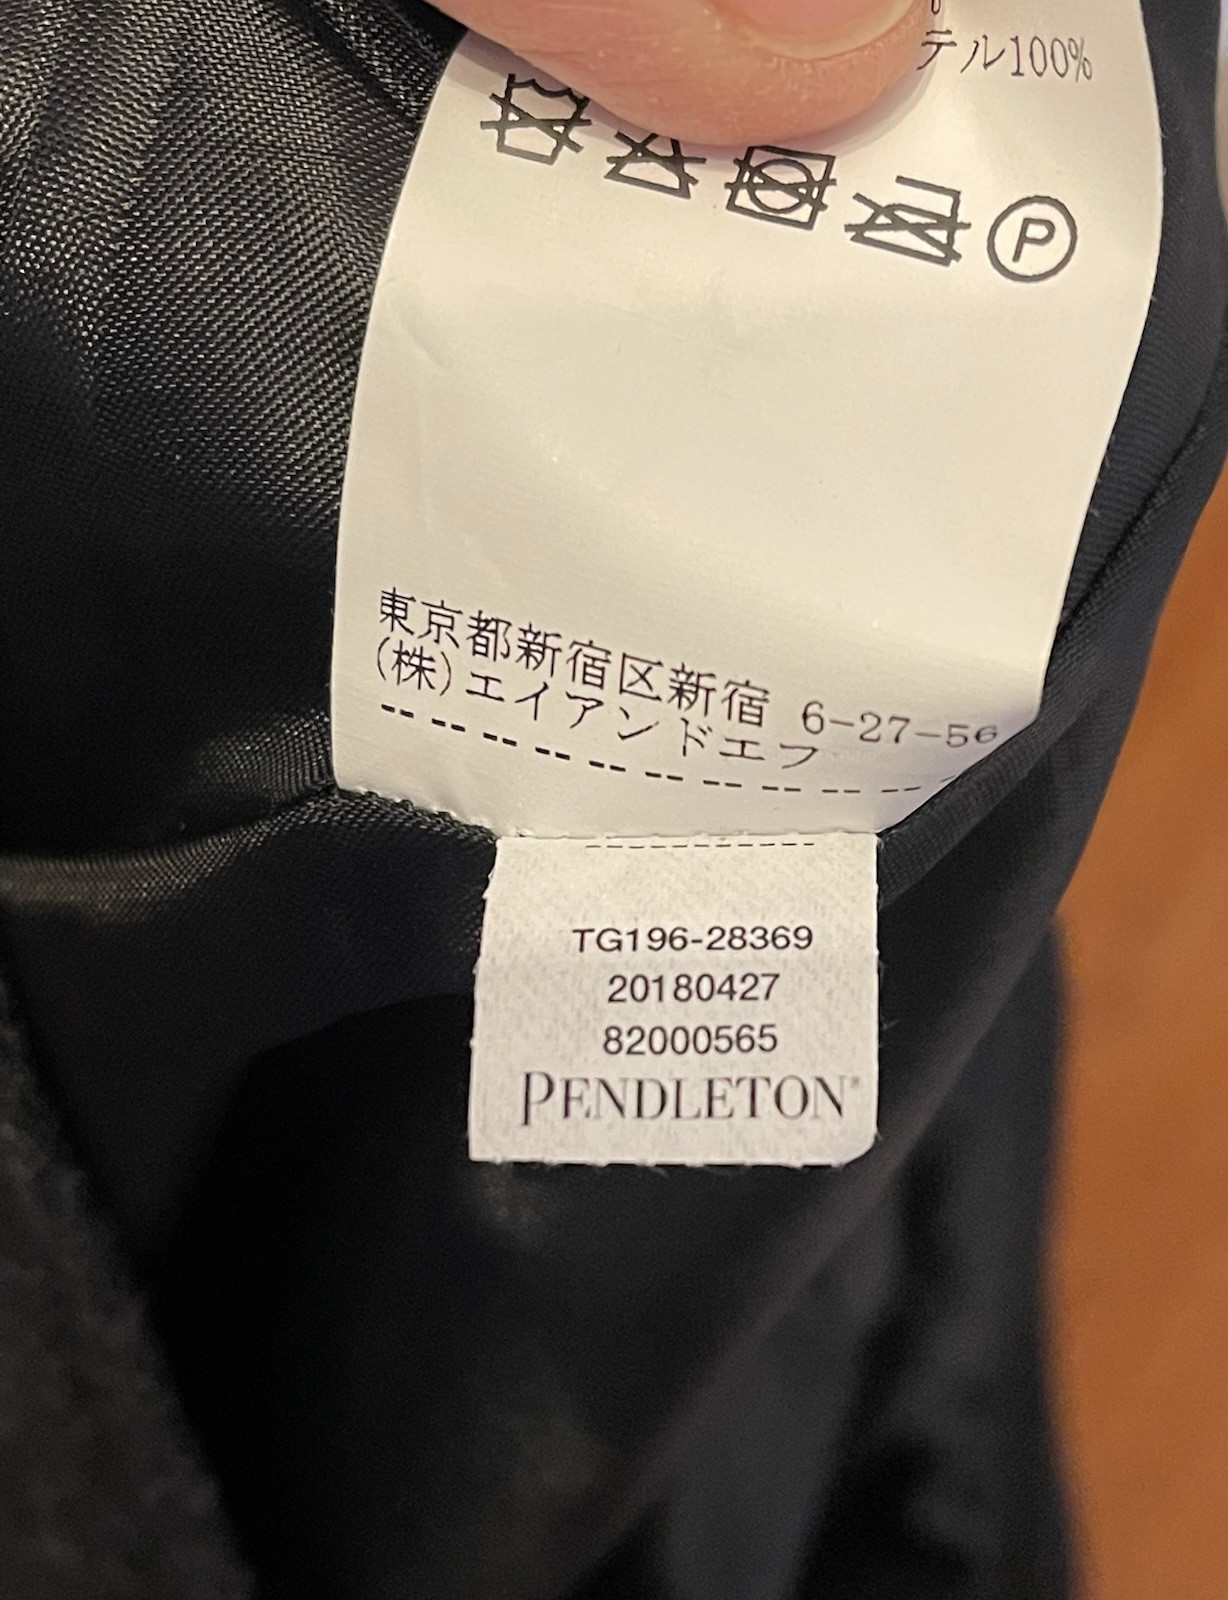 テル100%
P
東京都新宿区新宿 6-27-56
(株)エイアンドエフ
TG196-28369
20180427
82000565
PENDLETON®